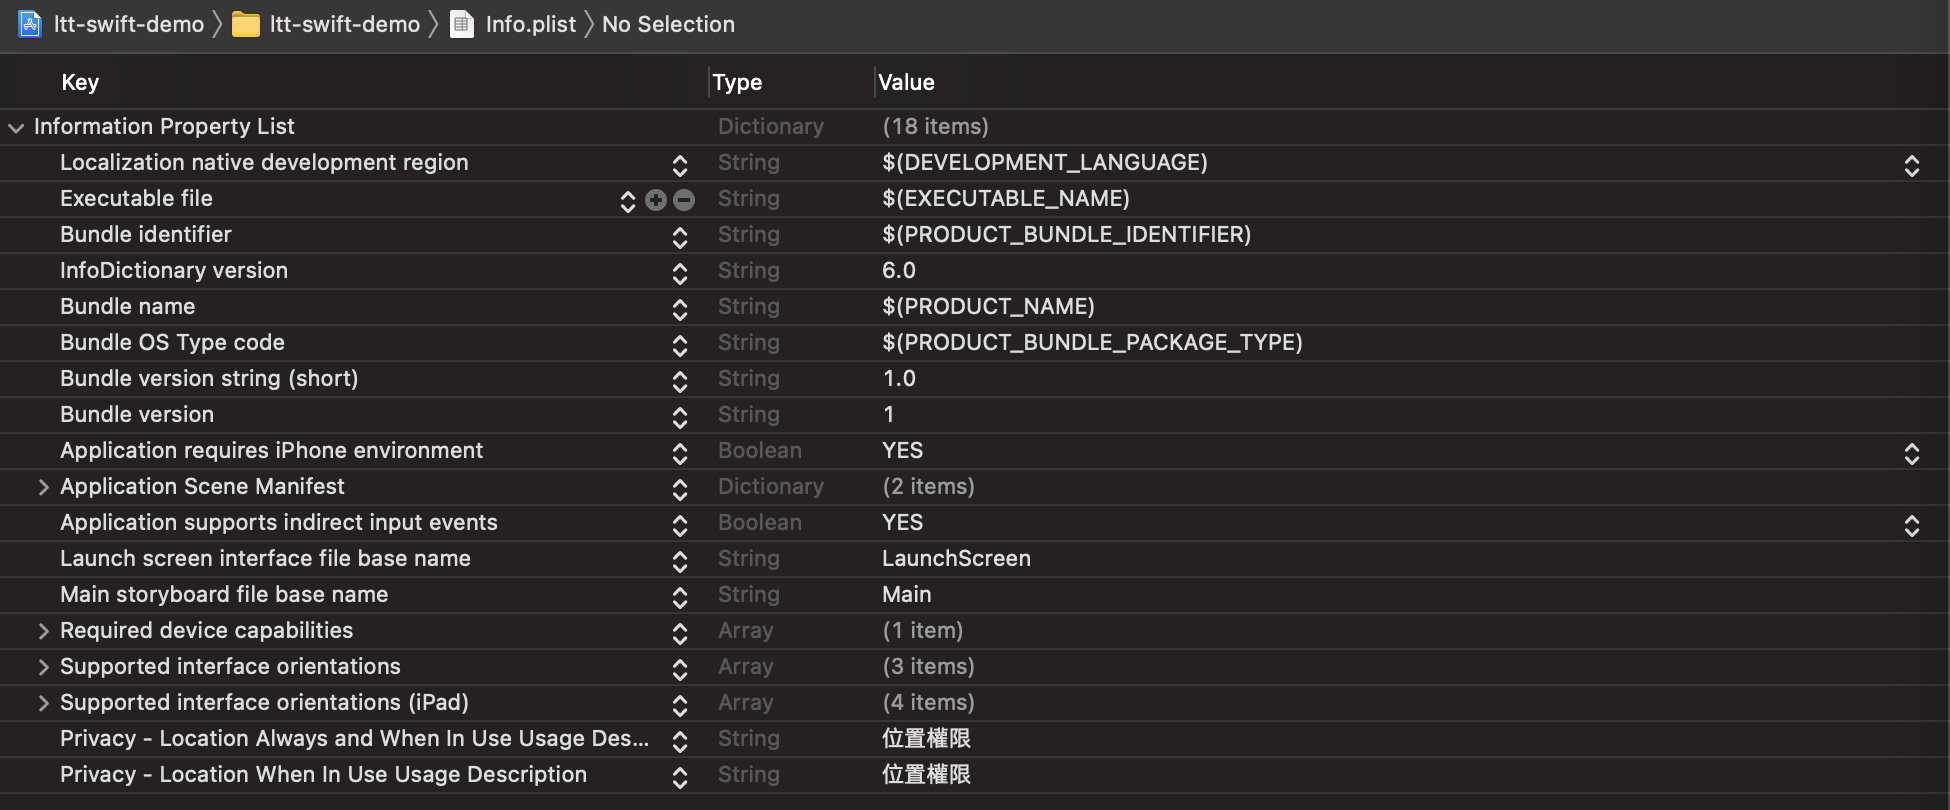 ltt-swift-demo ltt-swift-demo Info.plist No Selection
Key Type Value
Information Property List Dictionary (18 items)
Localization native development region String $(DEVELOPMENT_LANGUAGE)
Executable file String $(EXECUTABLE_NAME)
Bundle identifier String $(PRODUCT_BUNDLE_IDENTIFIER)
InfoDictionary version String 6.0
Bundle name String $(PRODUCT_NAME)
Bundle OS Type code String $(PRODUCT_BUNDLE_PACKAGE_TYPE)
Bundle version string (short) String 1.0
Bundle version String 1
Application requires iPhone environment Boolean YES
Application Scene Manifest Dictionary (2 items)
Application supports indirect input events Boolean YES
Launch screen interface file base name String LaunchScreen
Main storyboard file base name String Main
Required device capabilities Array (1 item)
Supported interface orientations Array (3 items)
Supported interface orientations (iPad) Array (4 items)
Privacy - Location Always and When In Use Usage Des... String 位置權限
Privacy - Location When In Use Usage Description String 位置權限